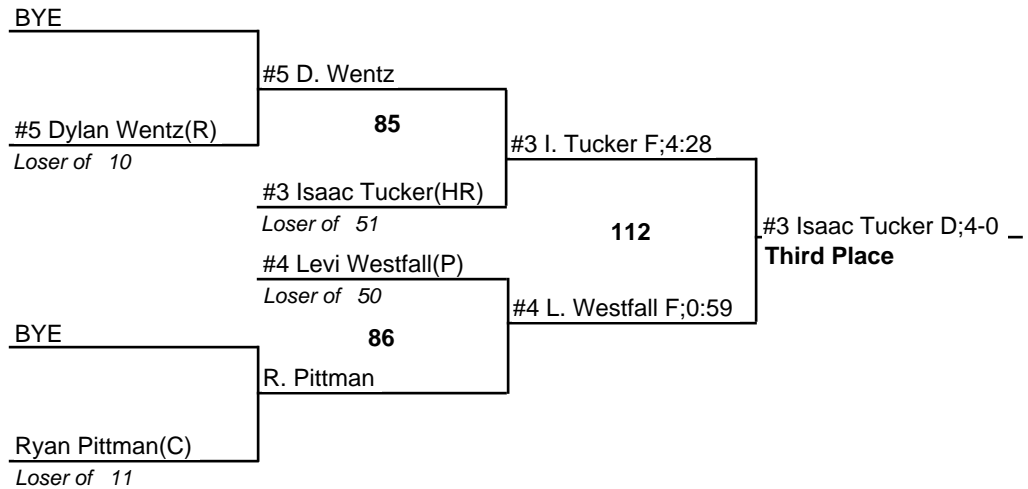 BYE
#5 D. Wentz
85
#5 Dylan Wentz(R)
Loser of 10
#3 I. Tucker F;4:28
#3 Isaac Tucker(HR)
Loser of 51
112
#3 Isaac Tucker D;4-0
Third Place
#4 Levi Westfall(P)
Loser of 50
#4 L. Westfall F;0:59
BYE
86
R. Pittman
Ryan Pittman(C)
Loser of 11